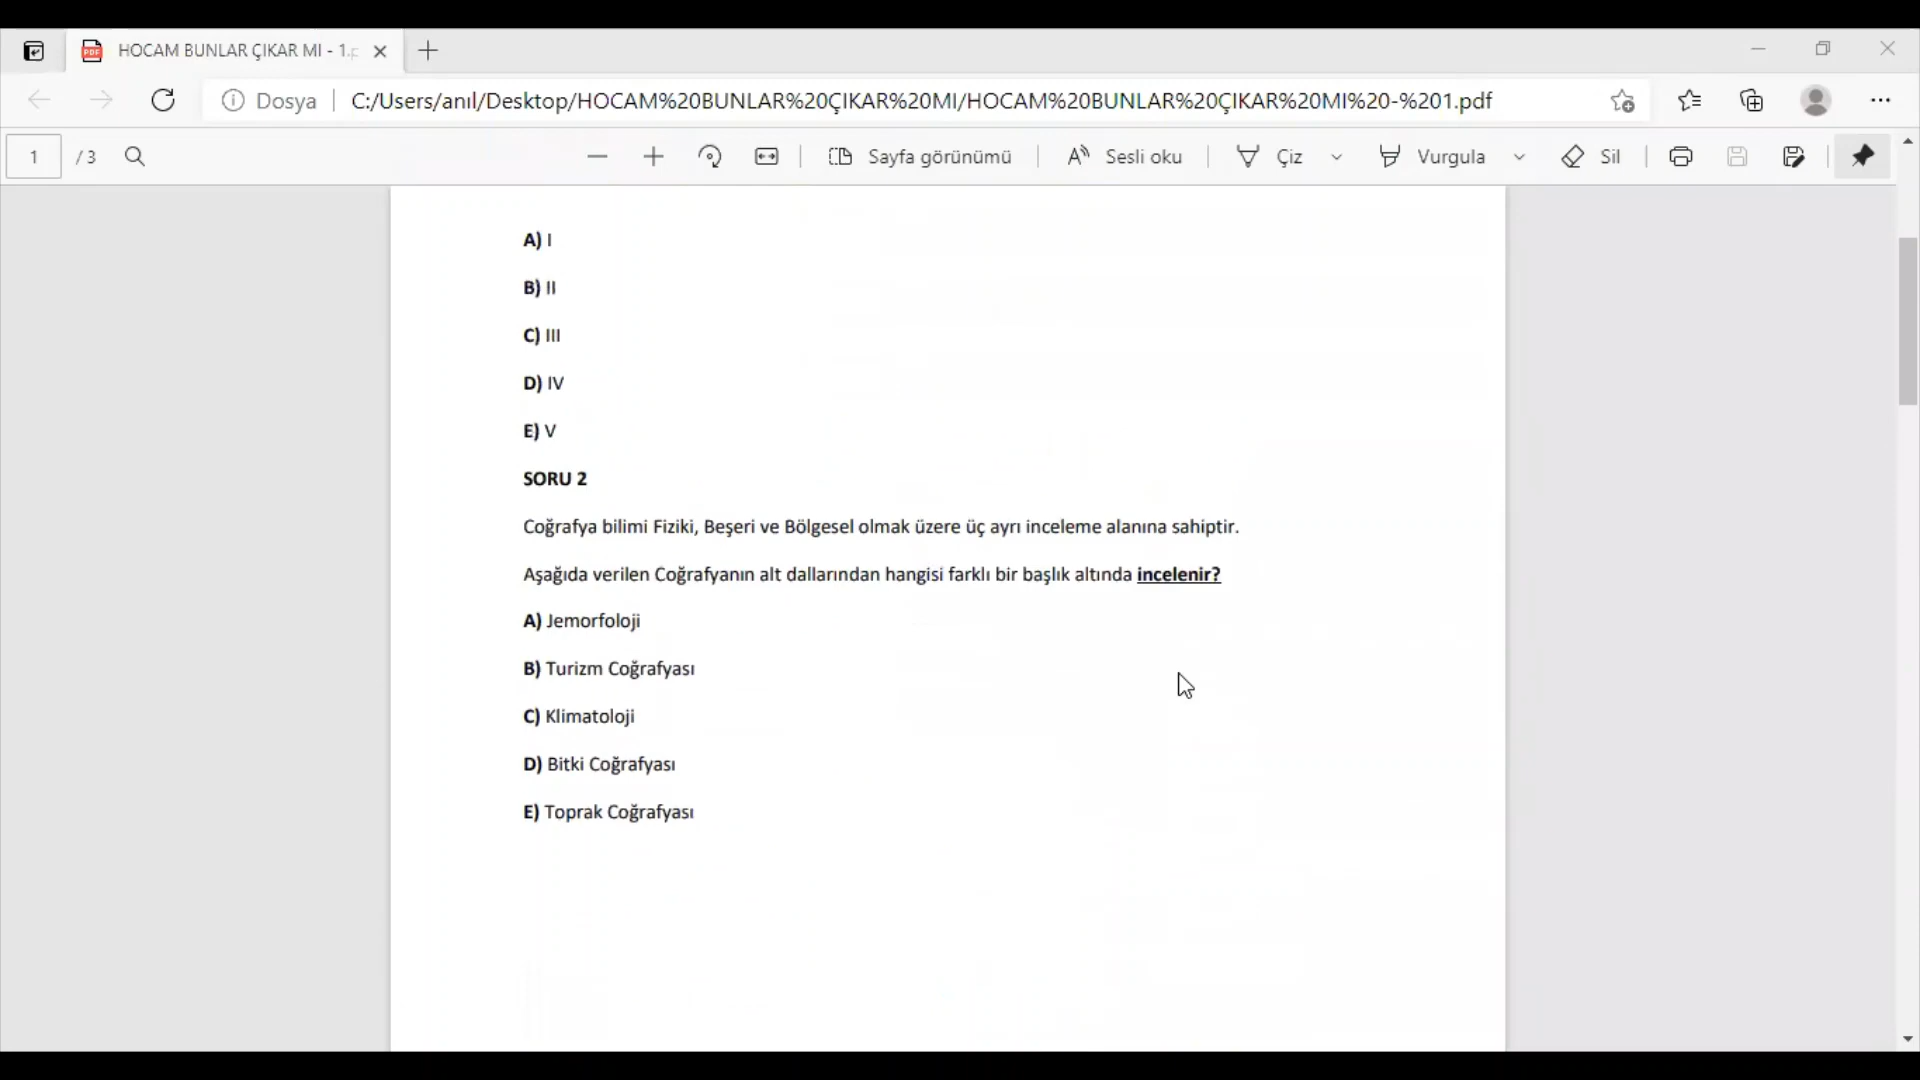 HOCAM BUNLAR ÇIKAR MI - 1.p
Dosya C:/Users/anıl/Desktop/HOCAM%20BUNLAR%20ÇIKAR%20MI/HOCAM%20BUNLAR%20ÇIKAR%20MI%20-%201.pdf
1 / 3 Sayfa görünümü Sesli oku Çiz Vurgula Sil
A) I
B) II
C) III
D) IV
E) V
SORU 2
Coğrafya bilimi Fiziki, Beşeri ve Bölgesel olmak üzere üç ayrı inceleme alanına sahiptir.
Aşağıda verilen Coğrafyanın alt dallarından hangisi farklı bir başlık altında incelenir?
A) Jemorfoloji
B) Turizm Coğrafyası
C) Klimatoloji
D) Bitki Coğrafyası
E) Toprak Coğrafyası